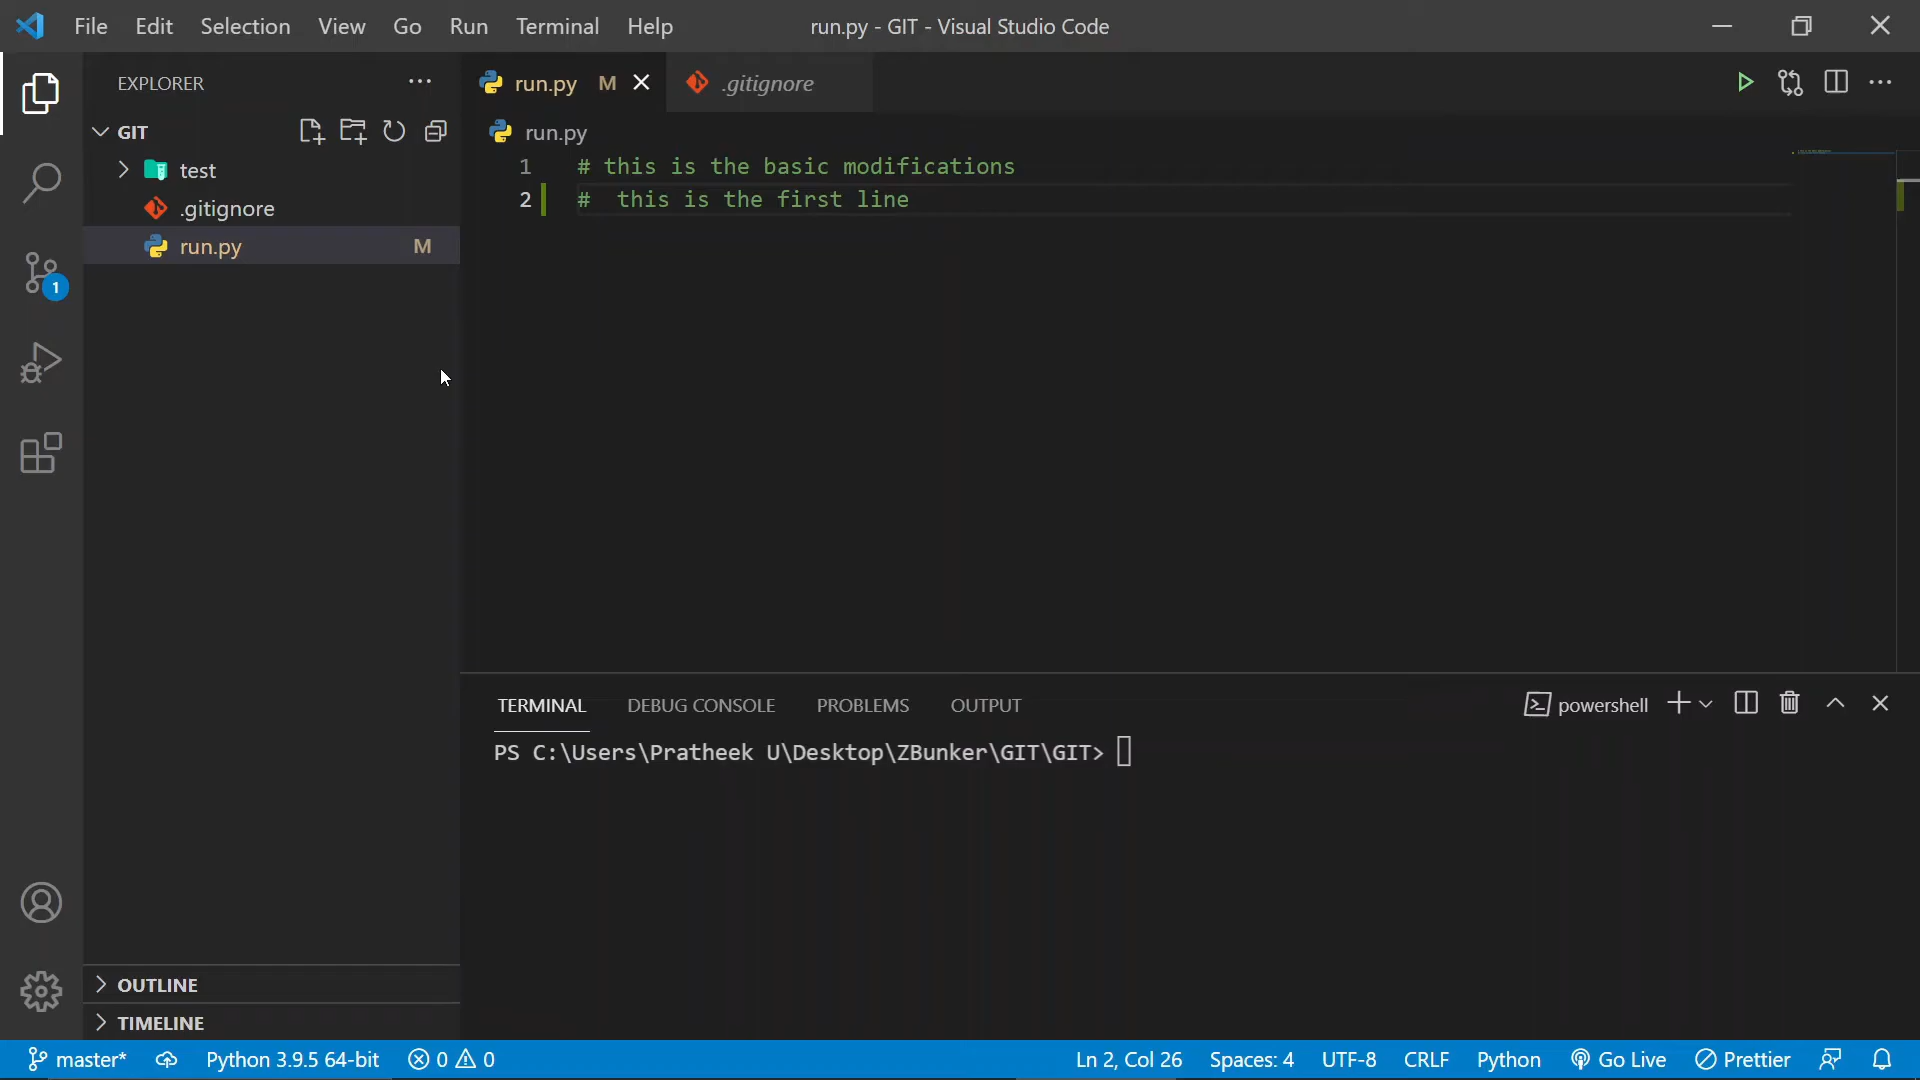 File Edit Selection View Go Run Terminal Help run.py - GIT - Visual Studio Code
EXPLORER
run.py M
.gitignore
GIT
test
.gitignore
run.py M
1
run.py
1 # this is the basic modifications
2 #  this is the first line
TERMINAL DEBUG CONSOLE PROBLEMS OUTPUT
powershell
PS C:\Users\Pratheek U\Desktop\ZBunker\GIT\GIT>
OUTLINE
TIMELINE
master* Python 3.9.5 64-bit 0 0 Ln 2, Col 26 Spaces: 4 UTF-8 CRLF Python Go Live Prettier